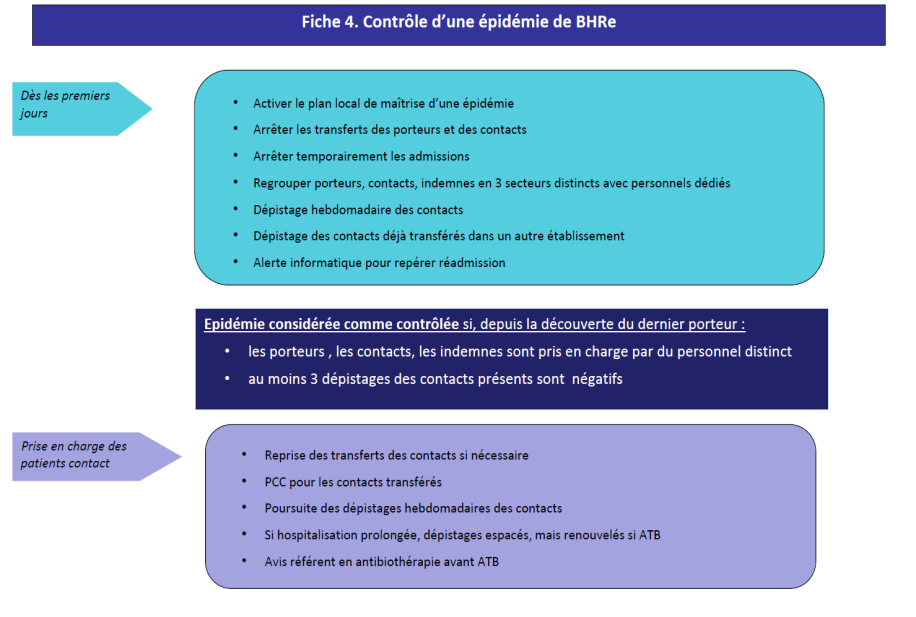 Fiche 4. Contrôle d’une épidémie de BHRe
Dès les premiers
jours
• Activer le plan local de maîtrise d’une épidémie
• Arrêter les transferts des porteurs et des contacts
• Arrêter temporairement les admissions
• Regrouper porteurs, contacts, indemnes en 3 secteurs distincts avec personnels dédiés
• Dépistage hebdomadaire des contacts
• Dépistage des contacts déjà transférés dans un autre établissement
• Alerte informatique pour repérer réadmission
Epidémie considérée comme contrôlée si, depuis la découverte du dernier porteur :
• les porteurs , les contacts, les indemnes sont pris en charge par du personnel distinct
• au moins 3 dépistages des contacts présents sont négatifs
Prise en charge des
patients contact
• Reprise des transferts des contacts si nécessaire
• PCC pour les contacts transférés
• Poursuite des dépistages hebdomadaires des contacts
• Si hospitalisation prolongée, dépistages espacés, mais renouvelés si ATB
• Avis référent en antibiothérapie avant ATB